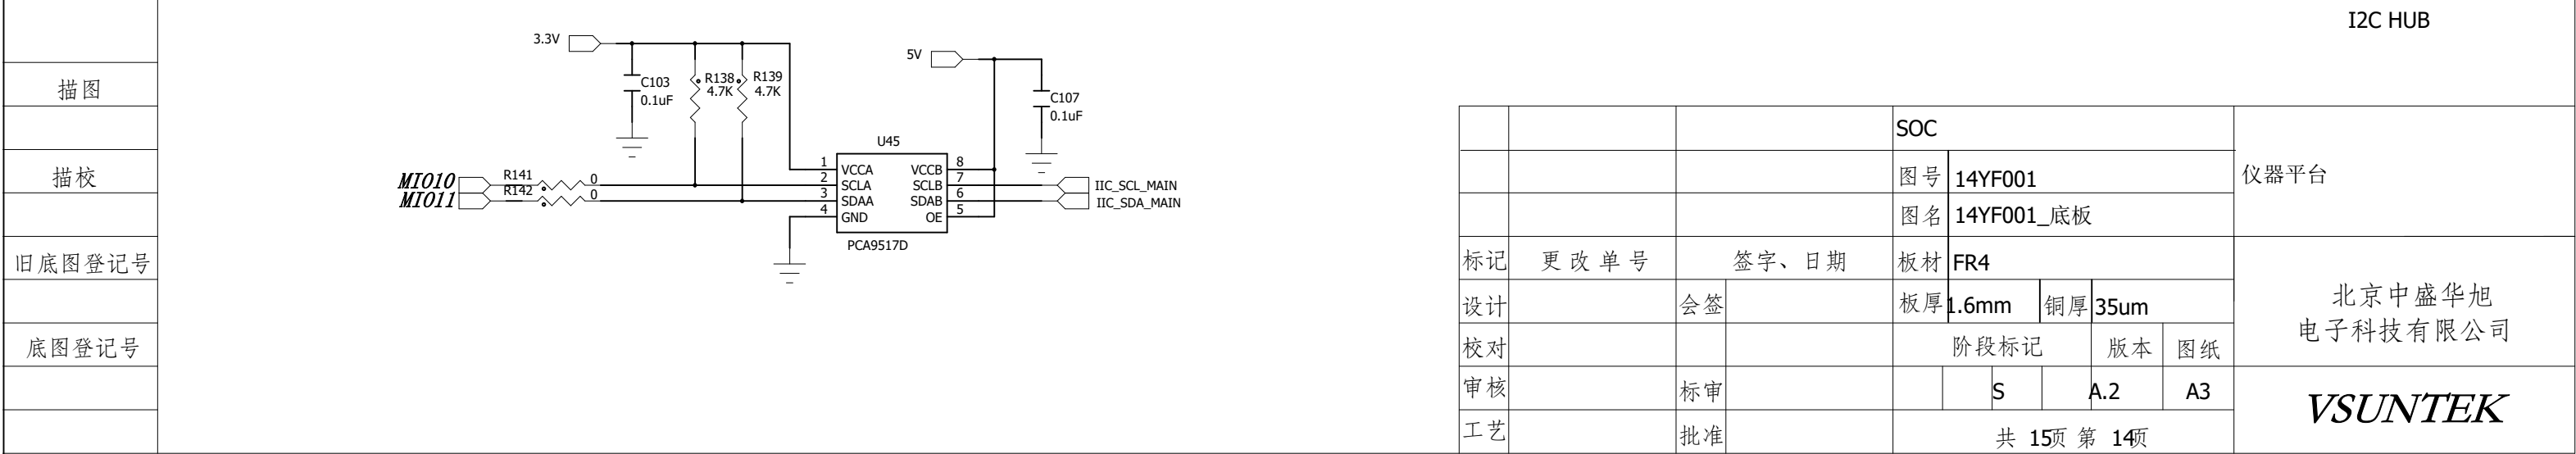 I2C HUB
3.3V
5V
描图
C103
0.1uF
R138
4.7K
R139
4.7K
C107
0.1uF
U45
描校
MIO10
MIO11
R141
0
R142
0
1 VCCA
2 SCLA
3 SDAA
4 GND
VCCB 8
SCLB 7
SDAB 6
OE 5
PCA9517D
IIC_SCL_MAIN
IIC_SDA_MAIN
旧底图登记号
底图登记号
SOC
图号 14YF001
仪器平台
图名 14YF001_底板
标记 更改单号 签字、日期 板材 FR4
设计 会签 板厚 1.6mm 铜厚 35um
北京中盛华旭
电子科技有限公司
校对 阶段标记 版本 图纸
审核 标审 S A.2 A3
VSUNTEK
工艺 批准 共 15页 第 14页